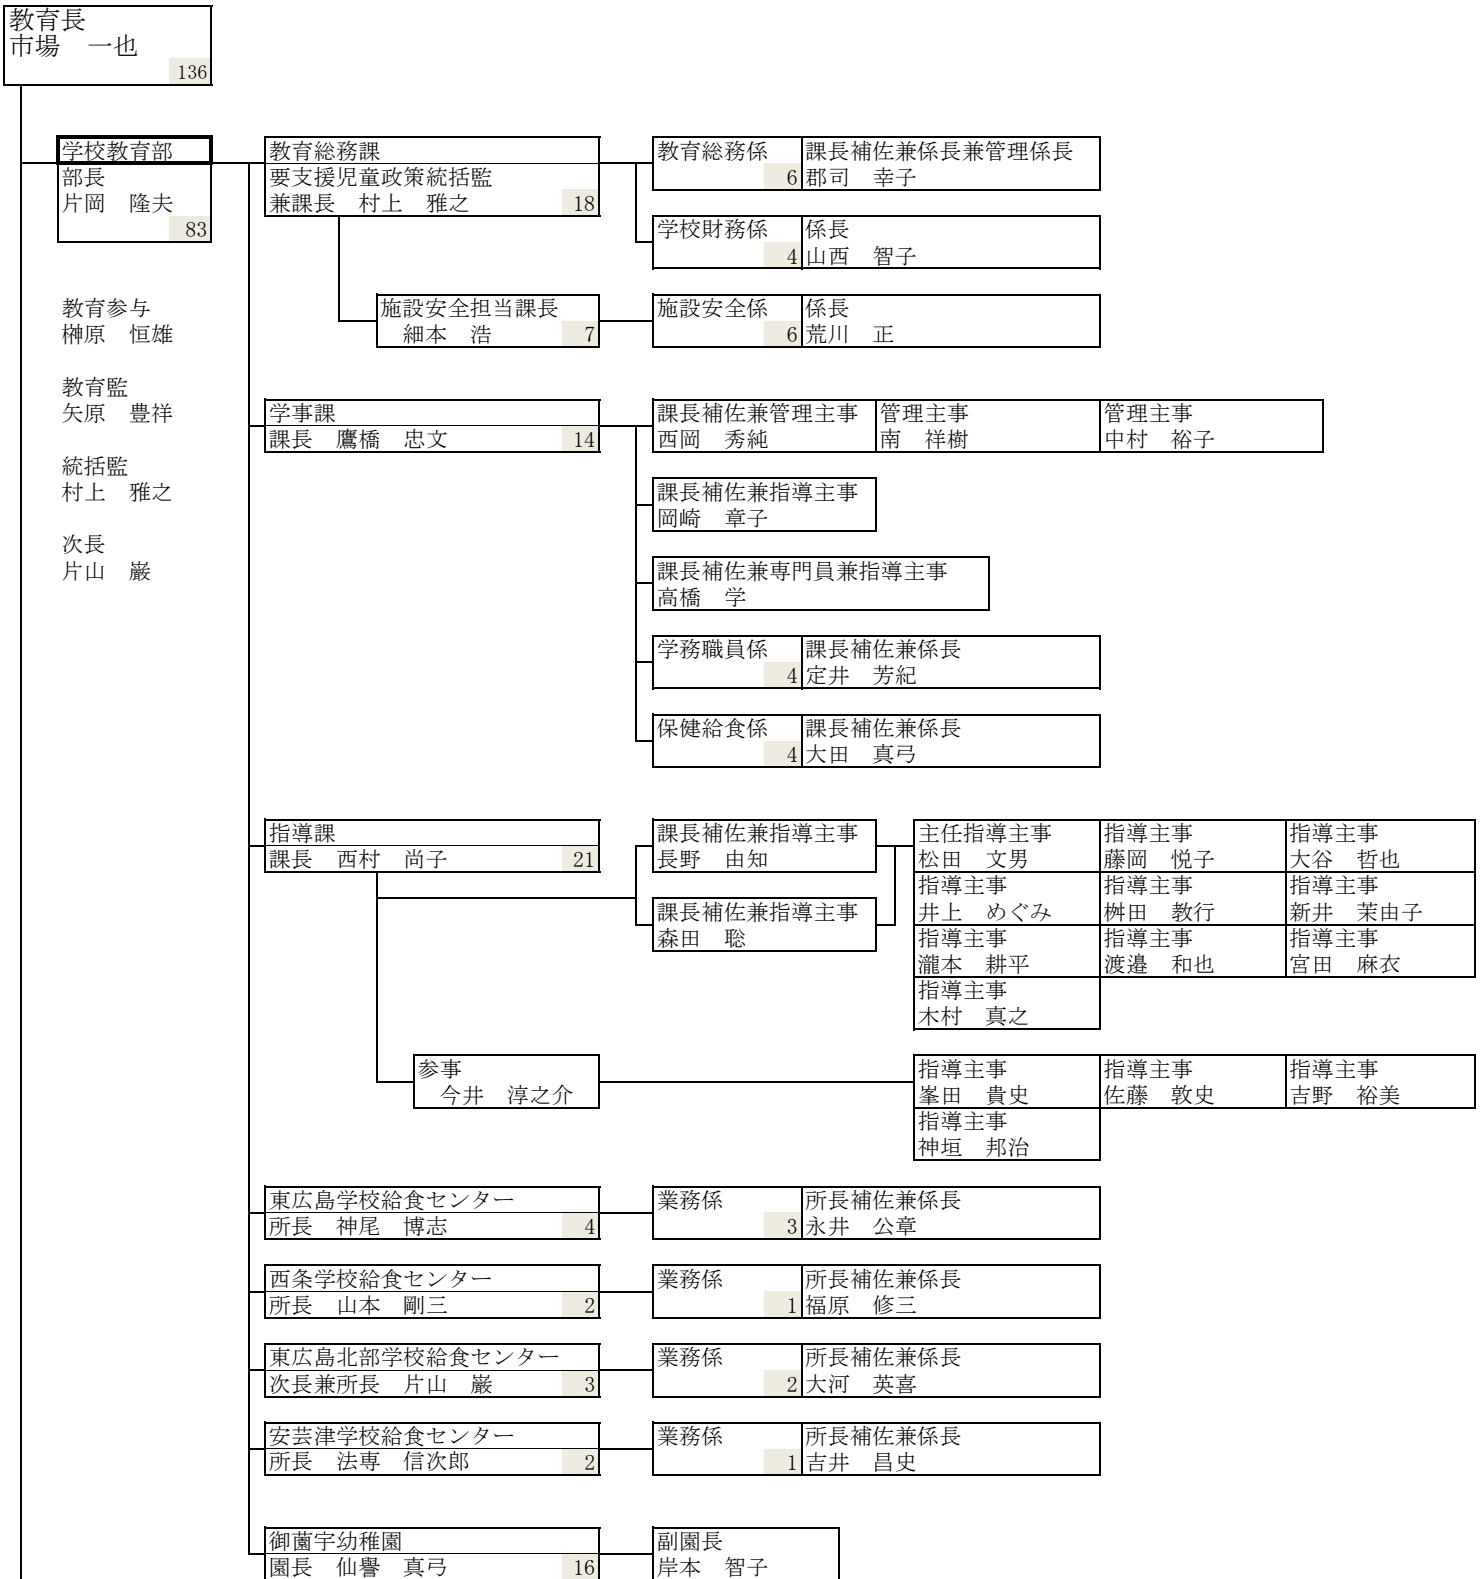 教育長
市場　一也
136
学校教育部
部長
片岡　隆夫
83
教育参与
榊原　恒雄
教育監
矢原　豊祥
統括監
村上　雅之
次長
片山　巌
教育総務課
要支援児童政策統括監
兼課長　村上　雅之　18
教育総務係　課長補佐兼係長兼管理係長
6　郡司　幸子
学校財務係　係長
4　山西　智子
施設安全担当課長
細本　浩　7
施設安全係　係長
6　荒川　正
学事課
課長　鷹橋　忠文　14
課長補佐兼管理主事　管理主事　管理主事
西岡　秀純　南　祥樹　中村　裕子
課長補佐兼指導主事
岡崎　章子
課長補佐兼専門員兼指導主事
高橋　学
学務職員係　課長補佐兼係長
4　定井　芳紀
保健給食係　課長補佐兼係長
4　大田　真弓
指導課
課長　西村　尚子　21
課長補佐兼指導主事
長野　由知
課長補佐兼指導主事
森田　聡
主任指導主事　指導主事　指導主事
松田　文男　藤岡　悦子　大谷　哲也
指導主事　指導主事　指導主事
井上　めぐみ　桝田　教行　新井　茉由子
指導主事　指導主事　指導主事
瀧本　耕平　渡邉　和也　宮田　麻衣
指導主事
木村　真之
参事
今井　淳之介
指導主事　指導主事　指導主事
峯田　貴史　佐藤　敦史　吉野　裕美
指導主事
神垣　邦治
東広島学校給食センター
所長　神尾　博志　4
業務係　所長補佐兼係長
3　永井　公章
西条学校給食センター
所長　山本　剛三　2
業務係　所長補佐兼係長
1　福原　修三
東広島北部学校給食センター
次長兼所長　片山　巌　3
業務係　所長補佐兼係長
2　大河　英喜
安芸津学校給食センター
所長　法専　信次郎　2
業務係　所長補佐兼係長
1　吉井　昌史
御薗宇幼稚園
園長　仙譽　真弓　16
副園長
岸本　智子